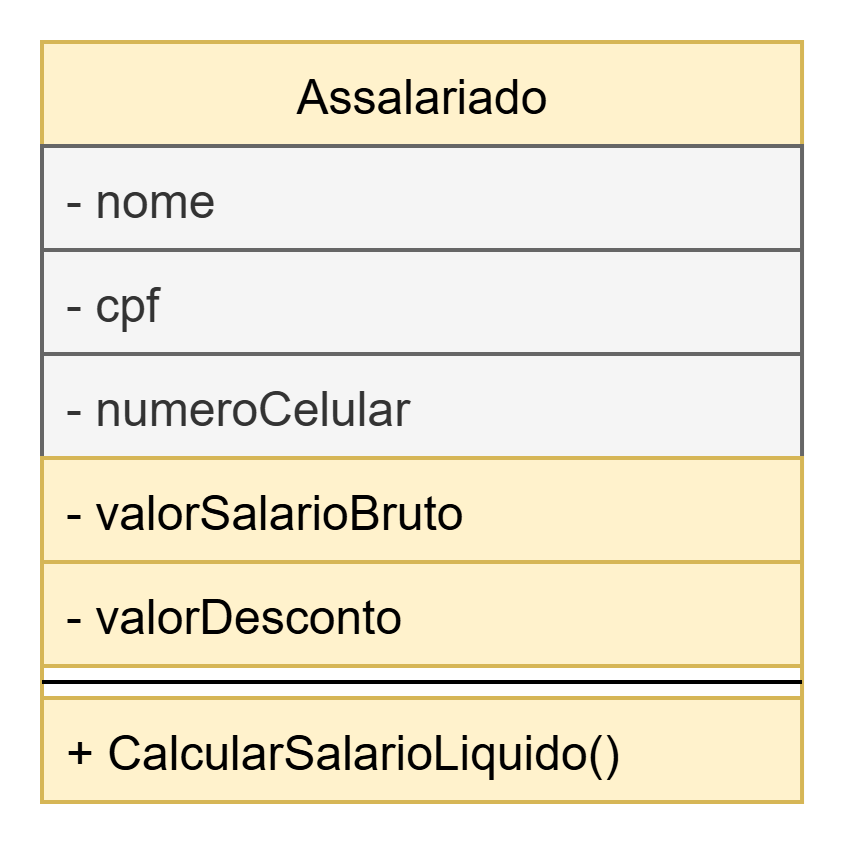 Assalariado
- nome
- cpf
- numeroCelular
- valorSalarioBruto
- valorDesconto
+ CalcularSalarioLiquido()